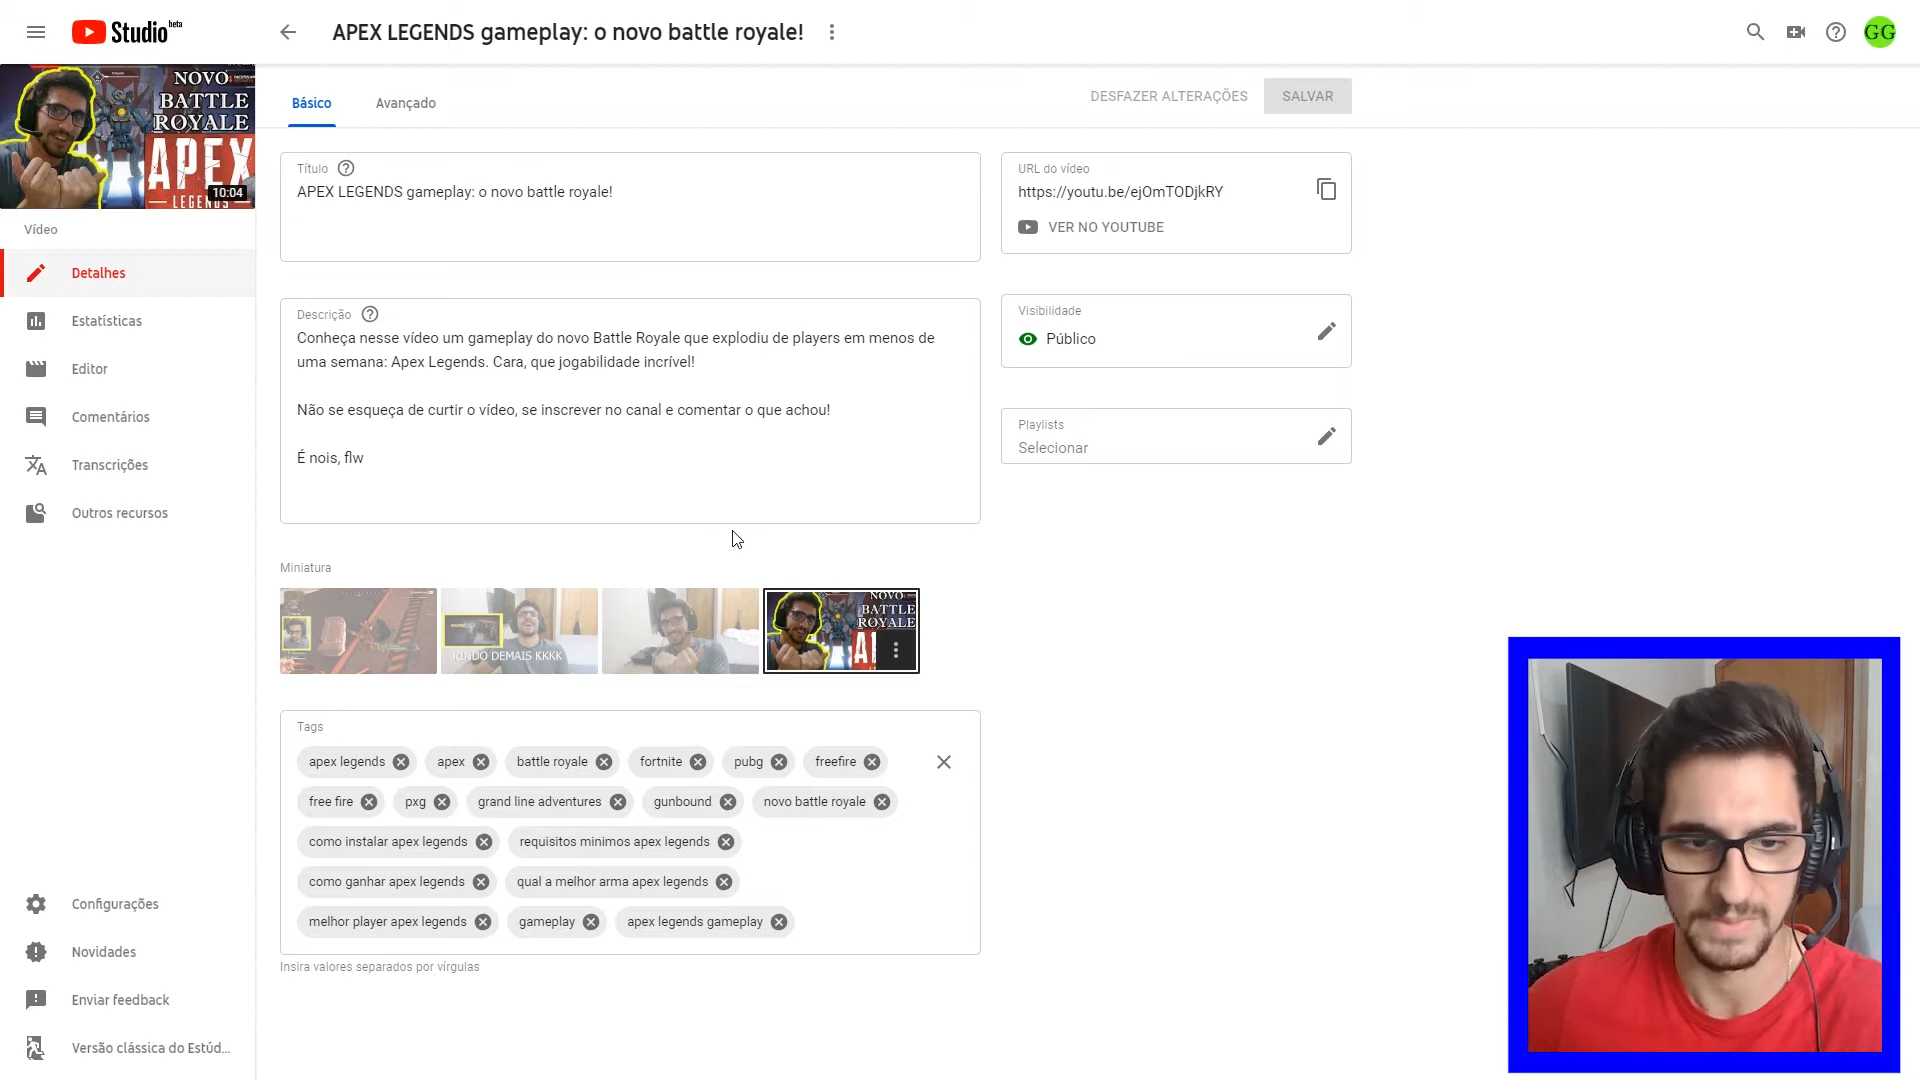 Studio beta
APEX LEGENDS gameplay: o novo battle royale!
GG
NOVO
BATTLE
ROYALE
APEX
LEGENDS
10:04
Vídeo
Detalhes
Estatísticas
Editor
Comentários
Transcrições
Outros recursos
Configurações
Novidades
Enviar feedback
Versão clássica do Estúd...
Básico
Avançado
DESFAZER ALTERAÇÕES
SALVAR
Título
APEX LEGENDS gameplay: o novo battle royale!
Descrição
Conheça nesse vídeo um gameplay do novo Battle Royale que explodiu de players em menos de
uma semana: Apex Legends. Cara, que jogabilidade incrível!
Não se esqueça de curtir o vídeo, se inscrever no canal e comentar o que achou!
É nois, flw
URL do vídeo
https://youtu.be/ejOmTODjkRY
VER NO YOUTUBE
Visibilidade
Público
Playlists
Selecionar
Miniatura
RINDO DEMAIS KKKK
NOVO
BATTLE
ROYALE
Tags
apex legends apex battle royale fortnite pubg freefire
free fire pxg grand line adventures gunbound novo battle royale
como instalar apex legends requisitos minimos apex legends
como ganhar apex legends qual a melhor arma apex legends
melhor player apex legends gameplay apex legends gameplay
Insira valores separados por vírgulas